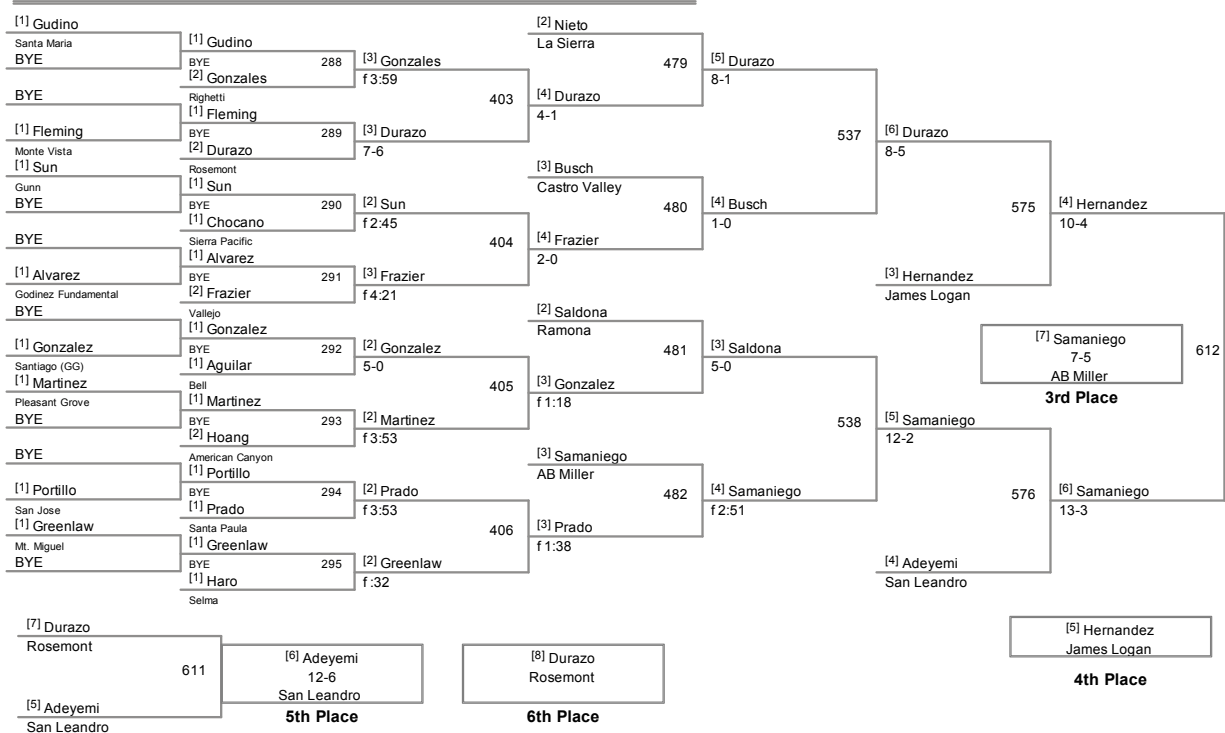 [1] Gudino
Santa Maria
BYE
BYE
[1] Fleming
Monte Vista
[1] Sun
Gunn
BYE
BYE
[1] Alvarez
Godinez Fundamental
BYE
[1] Gonzalez
Santiago (GG)
[1] Martinez
Pleasant Grove
BYE
BYE
[1] Portillo
San Jose
[1] Greenlaw
Mt. Miguel
BYE
[1] Gudino
BYE
288
[2] Gonzales
Righetti
[1] Fleming
BYE
289
[2] Durazo
Rosemont
[1] Sun
BYE
290
[1] Chocano
Sierra Pacific
[1] Alvarez
BYE
291
[2] Frazier
Vallejo
[1] Gonzalez
BYE
292
[1] Aguilar
Bell
[1] Martinez
BYE
293
[2] Hoang
American Canyon
[1] Portillo
BYE
294
[1] Prado
Santa Paula
[1] Greenlaw
BYE
295
[1] Haro
Selma
[3] Gonzales
f 3:59
403
[3] Durazo
7-6
[2] Sun
f 2:45
404
[3] Frazier
f 4:21
[2] Gonzalez
5-0
405
[2] Martinez
f 3:53
[2] Prado
f 3:53
406
[2] Greenlaw
f :32
[2] Nieto
La Sierra
479
[4] Durazo
4-1
[3] Busch
Castro Valley
480
[4] Frazier
2-0
[2] Saldona
Ramona
481
[3] Gonzalez
f 1:18
[3] Samaniego
AB Miller
482
[3] Prado
f 1:38
[5] Durazo
8-1
537
[4] Busch
1-0
[3] Saldona
5-0
538
[4] Samaniego
f 2:51
[6] Durazo
8-5
575
[3] Hernandez
James Logan
[5] Samaniego
12-2
576
[4] Adeyemi
San Leandro
[4] Hernandez
10-4
612
[6] Samaniego
13-3
[7] Samaniego
7-5
AB Miller
3rd Place
[5] Hernandez
James Logan
4th Place
[7] Durazo
Rosemont
611
[5] Adeyemi
San Leandro
[6] Adeyemi
12-6
San Leandro
5th Place
[8] Durazo
Rosemont
6th Place